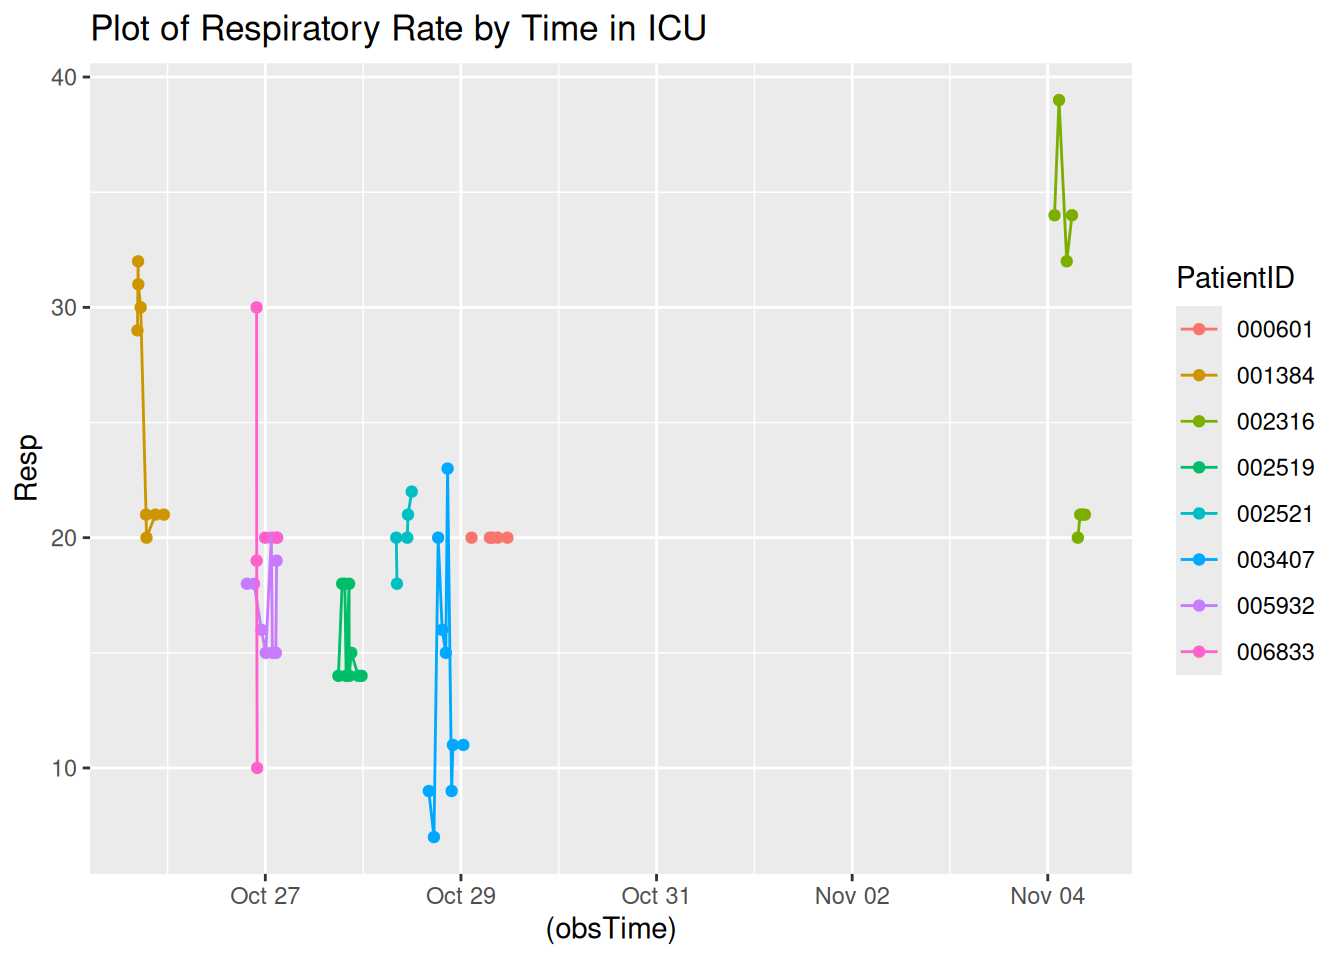 Plot of Respiratory Rate by Time in ICU
40
30
20
10
Resp
Oct 27 Oct 29 Oct 31 Nov 02 Nov 04
(obsTime)
PatientID
000601
001384
002316
002519
002521
003407
005932
006833